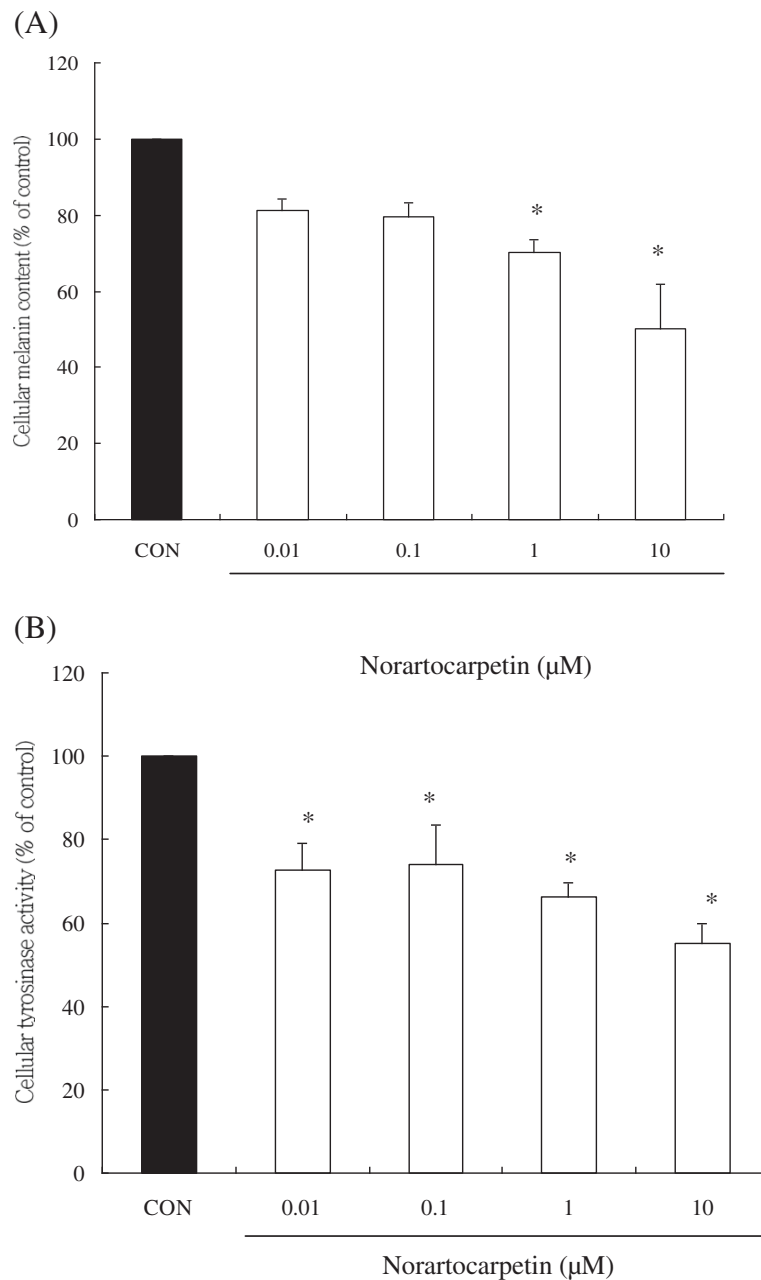 (A)
120
100
80
60
40
20
0
Cellular melanin content (% of control)
*
*
CON 0.01 0.1 1 10
Norartocarpetin (µM)
(B)
120
100
80
60
40
20
0
Cellular tyrosinase activity (% of control)
*
*
*
*
CON 0.01 0.1 1 10
Norartocarpetin (µM)